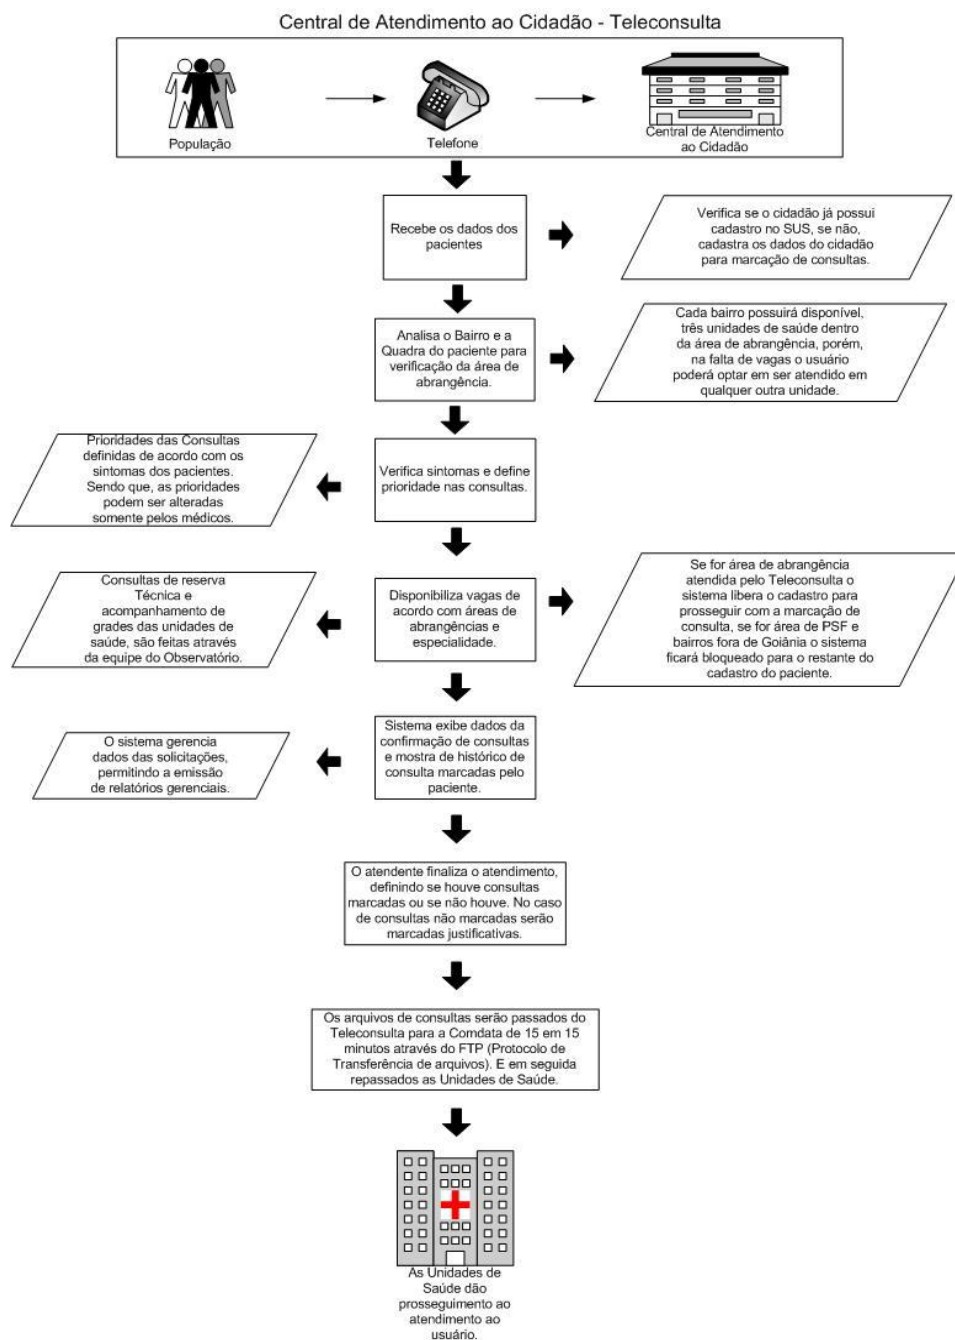 Central de Atendimento ao Cidadão - Teleconsulta
População
Telefone
Central de Atendimento
ao Cidadão
Recebe os dados dos
pacientes
Verifica se o cidadão já possui
cadastro no SUS, se não,
cadastra os dados do cidadão
para marcação de consultas.
Analisa o Bairro e a
Quadra do paciente para
verificação da área de
abrangência.
Cada bairro possuirá disponível,
três unidades de saúde dentro
da área de abrangência, porém,
na falta de vagas o usuário
poderá optar em ser atendido em
qualquer outra unidade.
Prioridades das Consultas
definidas de acordo com os
sintomas dos pacientes.
Sendo que, as prioridades
podem ser alteradas
somente pelos médicos.
Verifica sintomas e define
prioridade nas consultas.
Consultas de reserva
Técnica e
acompanhamento de
grades das unidades de
saúde, são feitas através
da equipe do Observatório.
Disponibiliza vagas de
acordo com áreas de
abrangências e
especialidade.
Se for área de abrangência
atendida pelo Teleconsulta o
sistema libera o cadastro para
prosseguir com a marcação de
consulta, se for área de PSF e
bairros fora de Goiânia o sistema
ficará bloqueado para o restante do
cadastro do paciente.
O sistema gerencia
dados das solicitações,
permitindo a emissão
de relatórios gerenciais.
Sistema exibe dados da
confirmação de consultas
e mostra de histórico de
consulta marcadas pelo
paciente.
O atendente finaliza o atendimento,
definindo se houve consultas
marcadas ou se não houve. No caso
de consultas não marcadas serão
marcadas justificativas.
Os arquivos de consultas serão passados do
Teleconsulta para a Comdata de 15 em 15
minutos através do FTP (Protocolo de
Transferência de arquivos). E em seguida
repassados as Unidades de Saúde.
As Unidades de
Saúde dão
prosseguimento ao
atendimento ao
usuário.